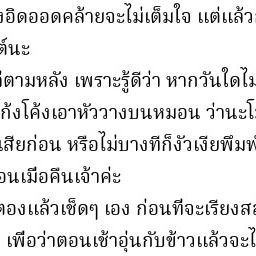 อิดออดคล้ายจะไม่เต็มใจ แต่แล้ว
ต์นะ
ตามหลัง เพราะรู้ดีว่า หากวันใดไม
ก้งโค้งเอาหัววางบนหมอน ว่านะโ
เสียก่อน หรือไม่บางทีก็งัวเงียพึมพ
อนเมื่อคืนเจ้าค่ะ
ตองแล้วเช็ดๆ เอง ก่อนที่จะเรียงส
เพื่อว่าตอนเช้าอุ่นกับข้าวแล้วจะไ